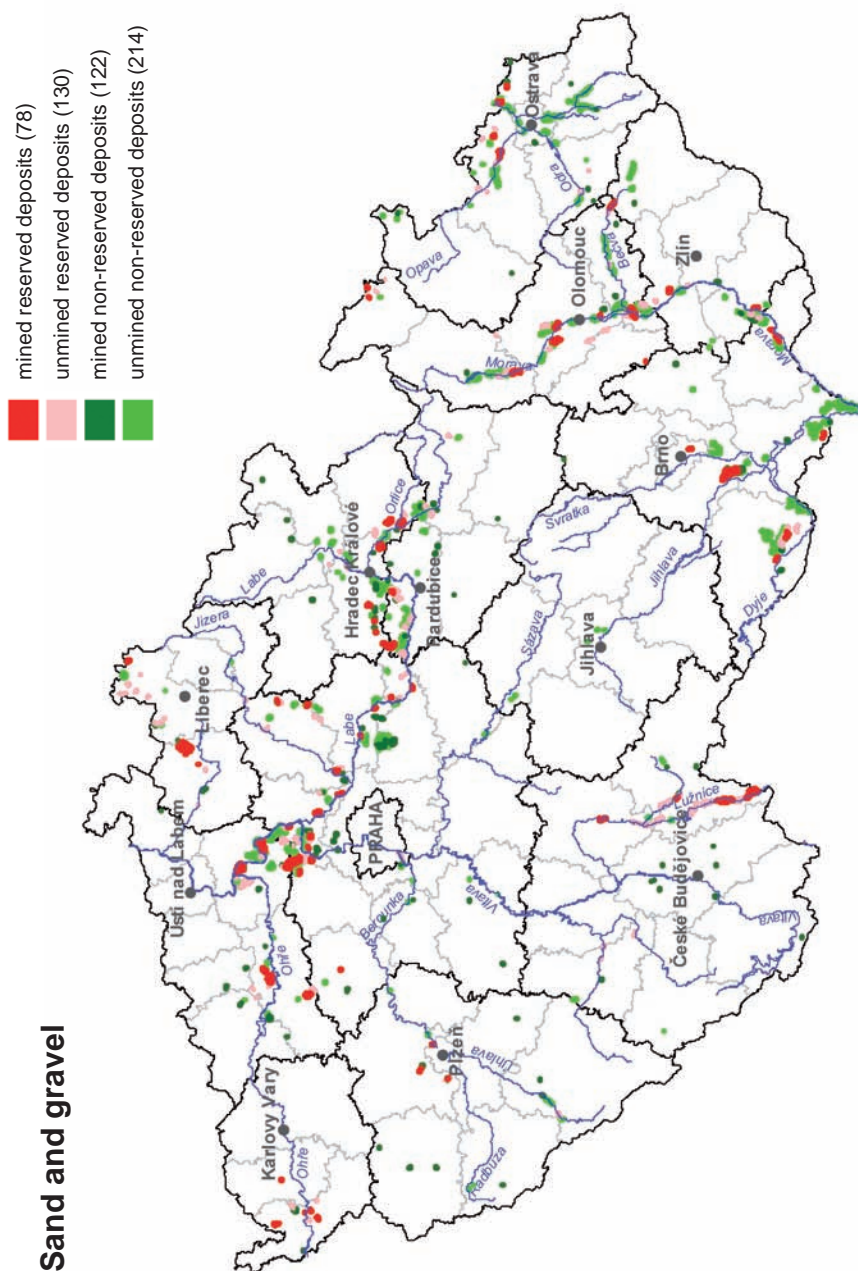 Sand and gravel
mined reserved deposits (78)
unmined reserved deposits (130)
mined non-reserved deposits (122)
unmined non-reserved deposits (214)
Karlovy Vary
Ohře
Ústí nad Labem
Ohře
Liberec
Jizera
Labe
Hradec Králové
Orlice
Pardubice
Labe
PRAHA
Berounka
Plzeň
Úhlava
Radbuza
Vltava
Sázava
České Budějovice
Lužnice
Vltava
Jihlava
Jihlava
Svratka
Brno
Dyje
Morava
Olomouc
Bečva
Zlín
Morava
Opava
Odra
Ostrava